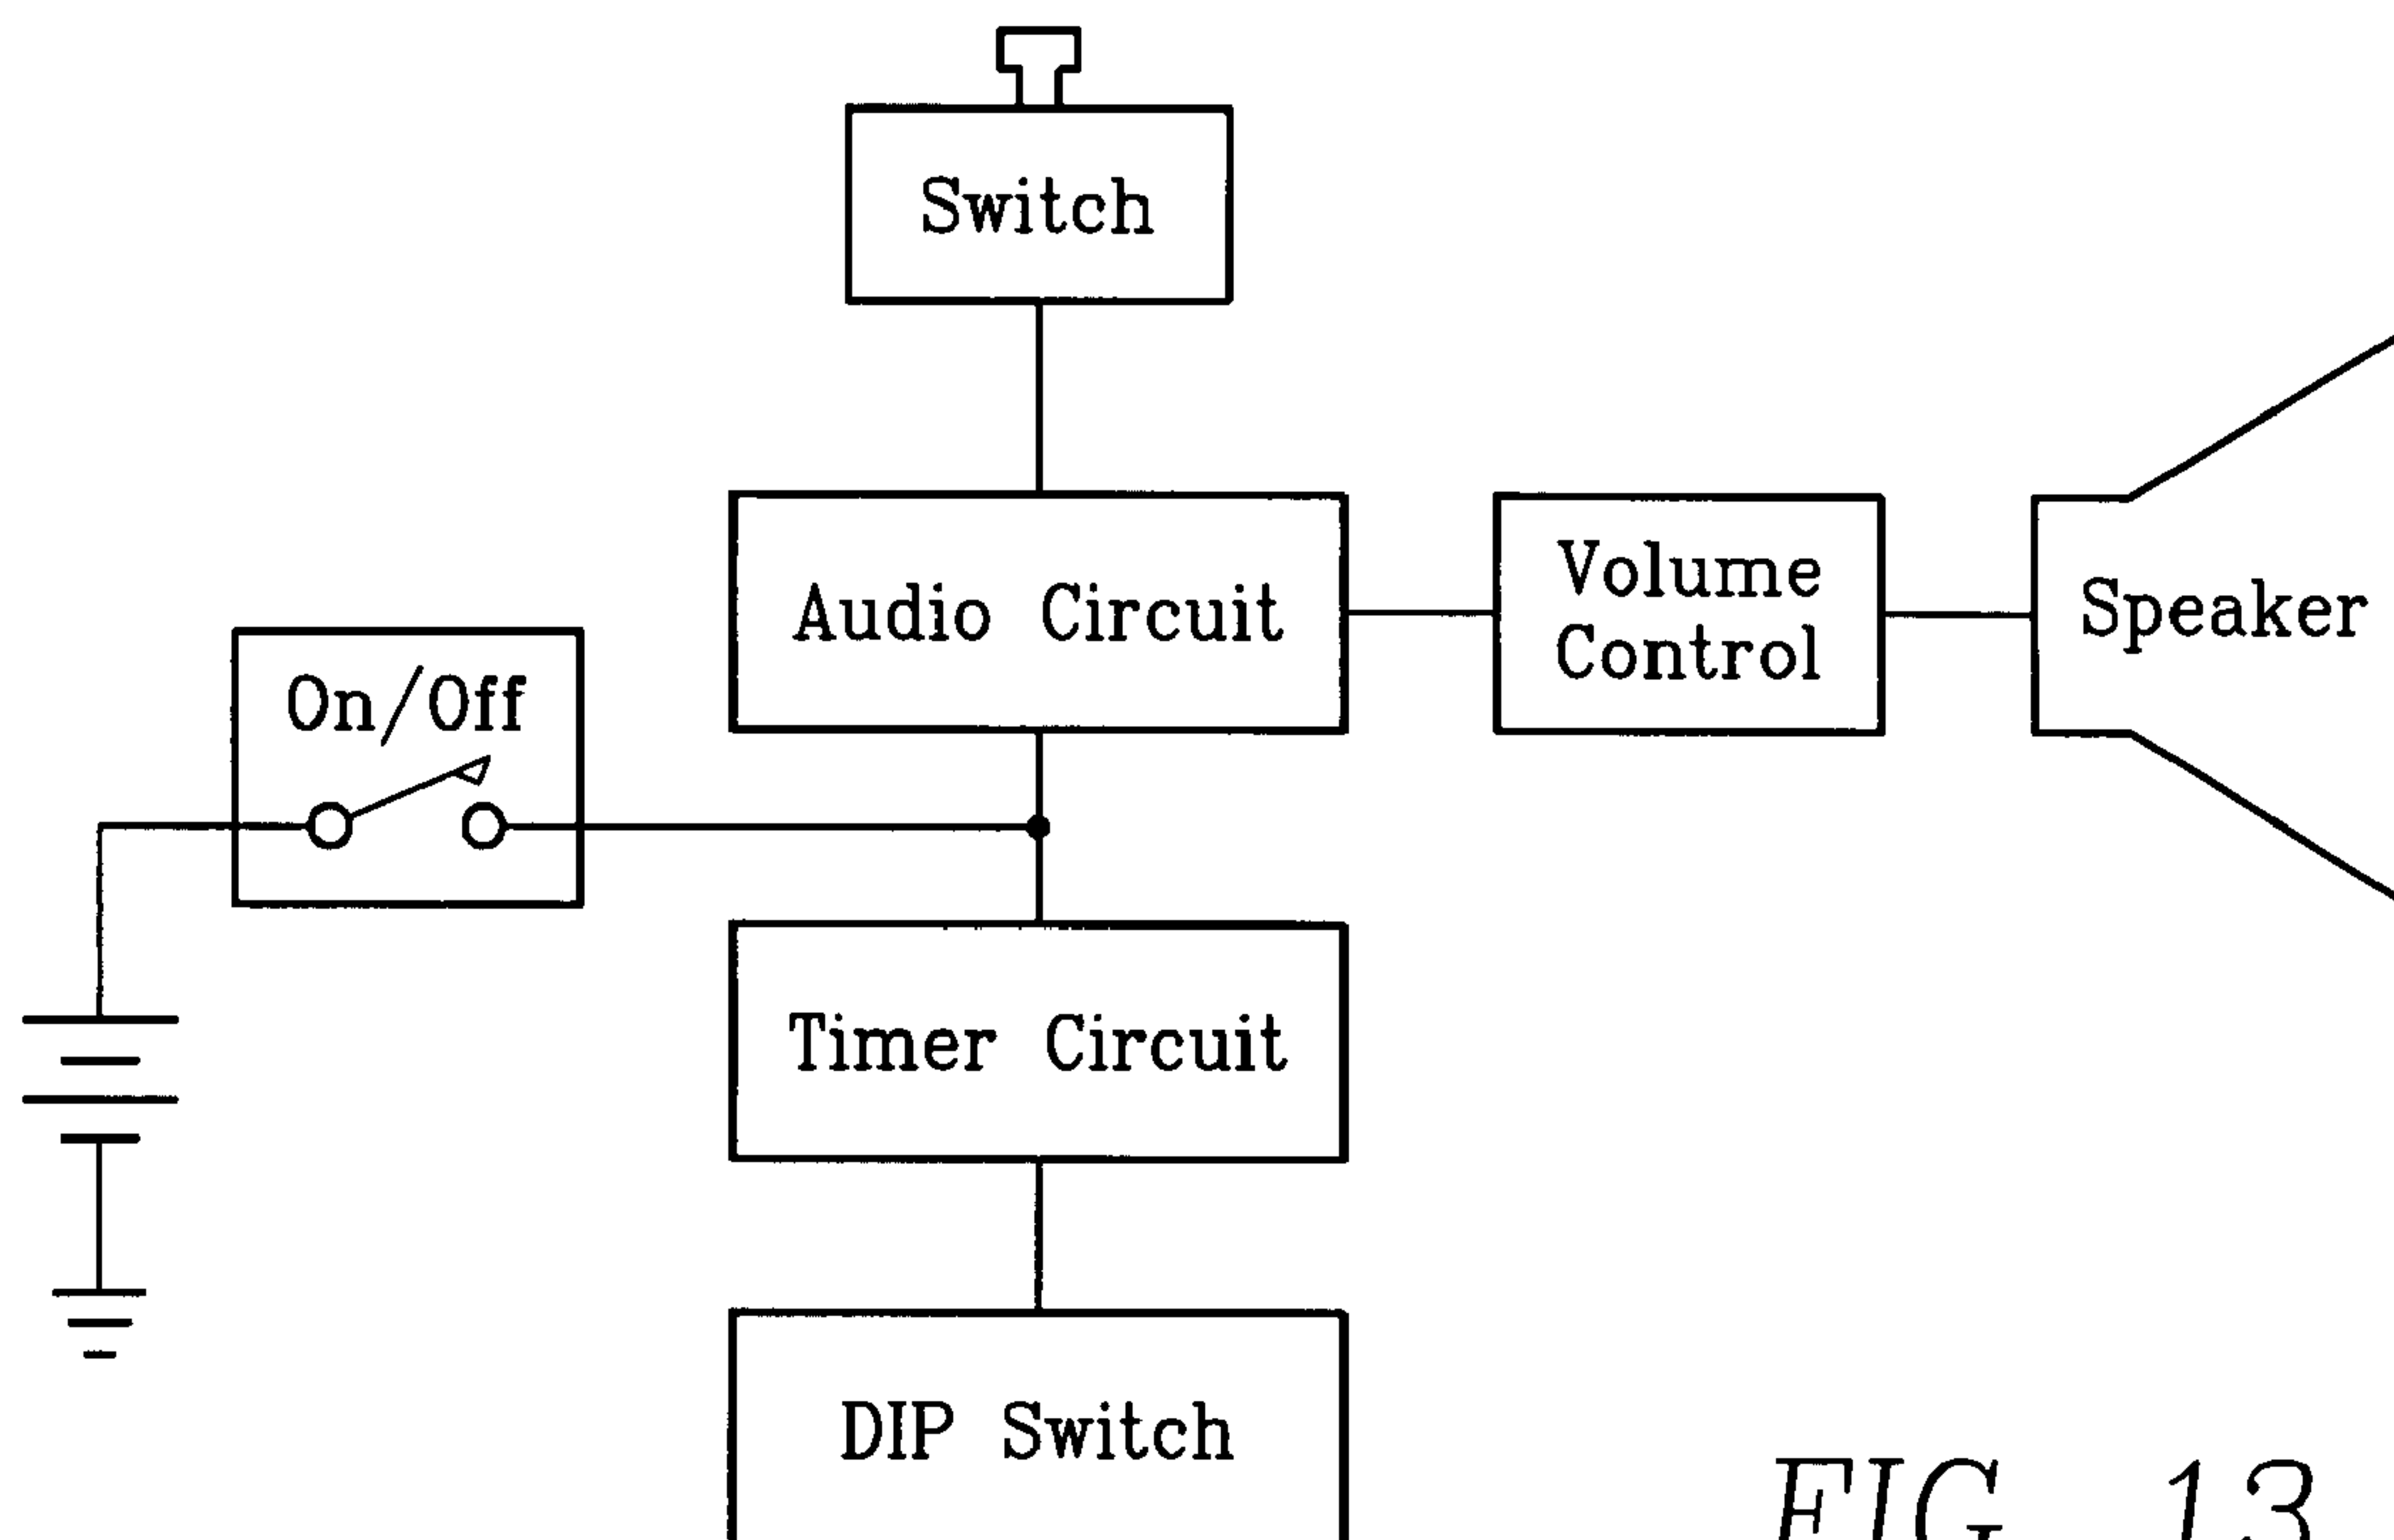 Switch
Audio Circuit
Volume
Control
Speaker
On/Off
Timer Circuit
DIP Switch
FIG. 13